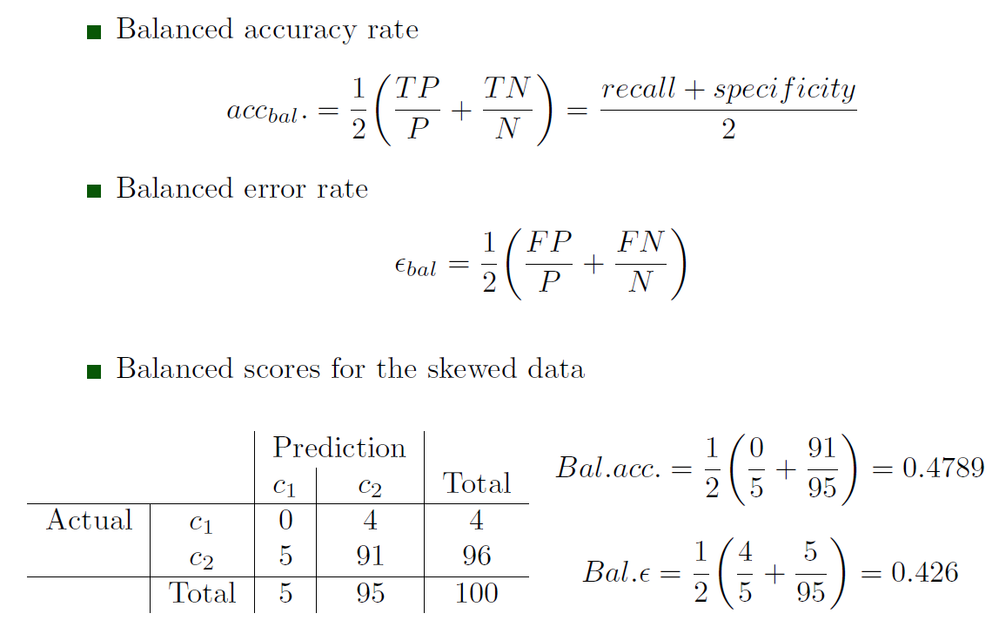 Balanced accuracy rate
acc_{bal}. = \frac{1}{2}\left(\frac{TP}{P} + \frac{TN}{N}\right) = \frac{recall + specificity}{2}
Balanced error rate
\epsilon_{bal} = \frac{1}{2}\left(\frac{FP}{P} + \frac{FN}{N}\right)
Balanced scores for the skewed data
Prediction
c_1 c_2 Total
Actual c_1 0 4 4
c_2 5 91 96
Total 5 95 100
Bal.acc. = \frac{1}{2}\left(\frac{0}{5} + \frac{91}{95}\right) = 0.4789
Bal.\epsilon = \frac{1}{2}\left(\frac{4}{5} + \frac{5}{95}\right) = 0.426